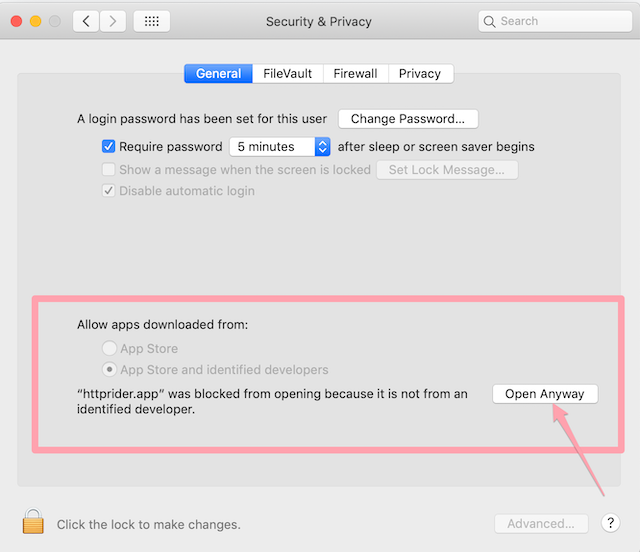 Security & Privacy
Search
General FileVault Firewall Privacy
A login password has been set for this user Change Password...
Require password 5 minutes after sleep or screen saver begins
Show a message when the screen is locked Set Lock Message...
Disable automatic login
Allow apps downloaded from:
App Store
App Store and identified developers
“httprider.app” was blocked from opening because it is not from an
identified developer.
Open Anyway
Click the lock to make changes.
Advanced...
?